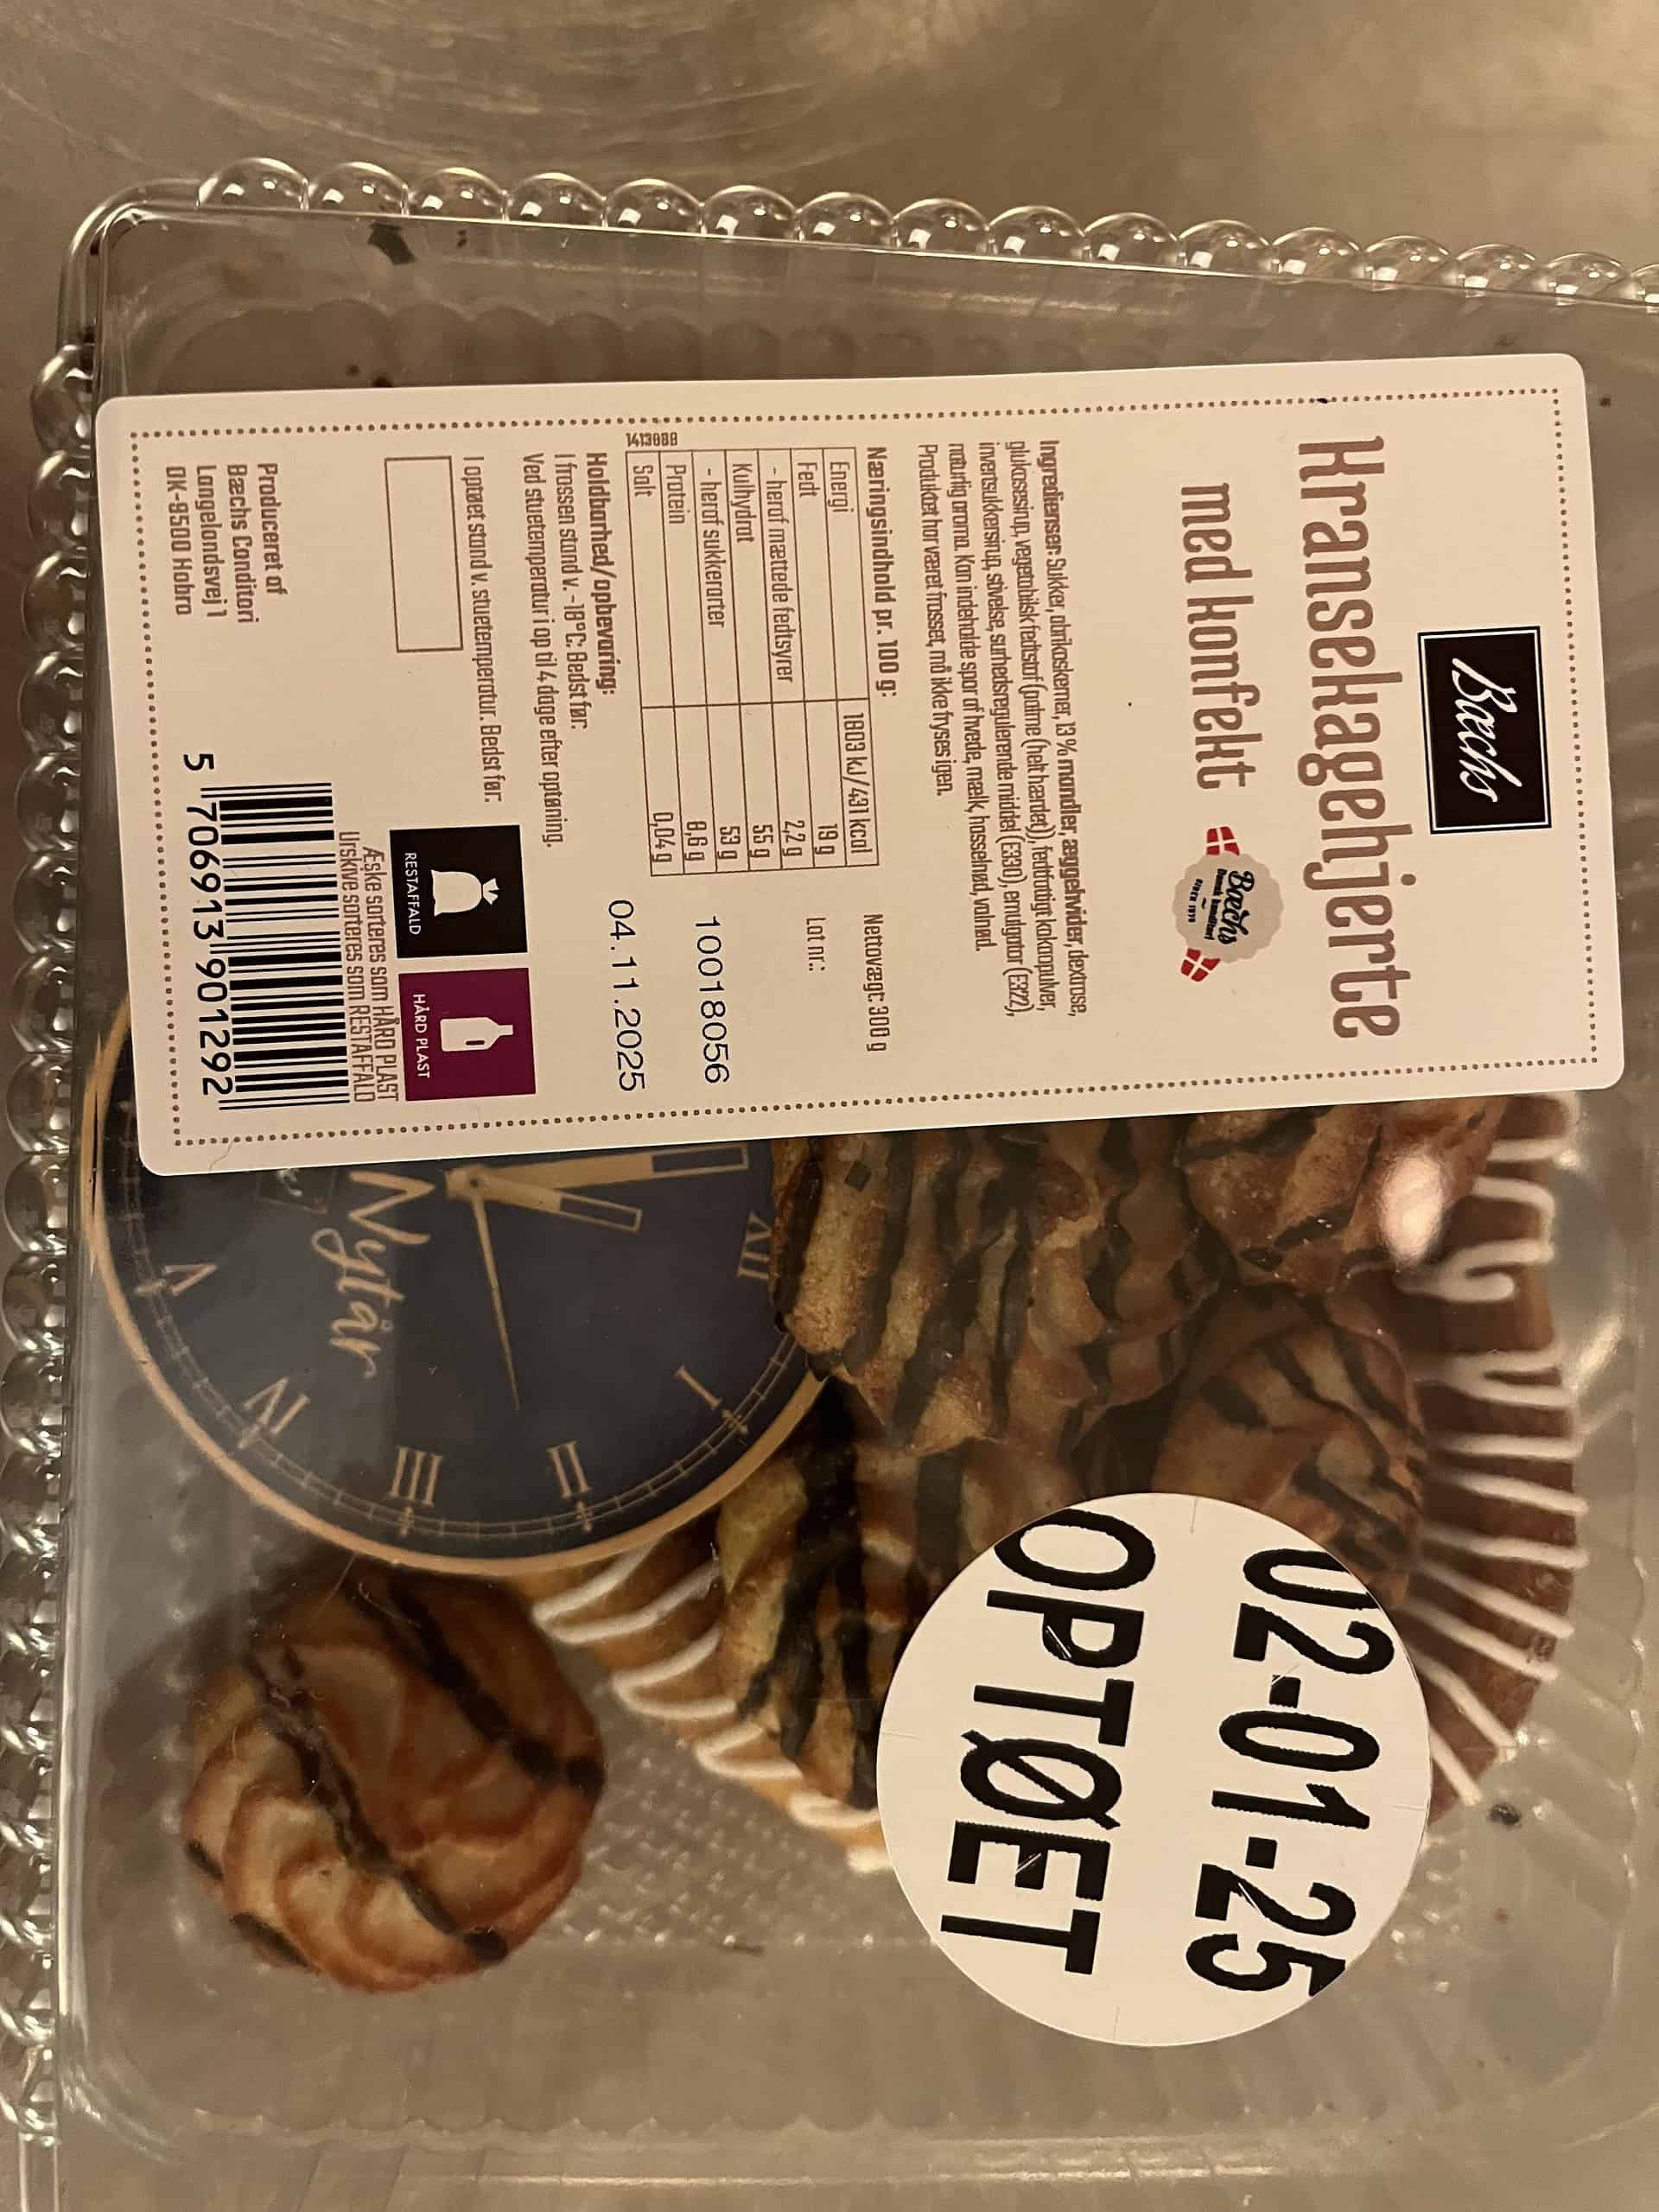 Bæchs
Kransekagehjerte
med konfekt
Bæchs
Ingredienser: Sukker, abrikoskerner, 13 % mandler, æggehvider, dextrose,
glukosesirup, vegetabilsk fedtstof (palme (helt hærdet)), fedtfattigt kakaopulver,
invertsukkersirup, stivelse, surhedsregulerende middel (E330), emulgator (E322),
naturlig aroma. Kan indeholde spor af hvede, mælk, hasselnød, valnød.
Produktet har været frosset, må ikke fryses igen.
Næringsindhold pr. 100 g:
Energi 1803 kJ/431 kcal
Fedt 19 g
- heraf mættede fedtsyrer 2,2 g
Kulhydrat 55 g
- heraf sukkerarter 53 g
Protein 8,6 g
Salt 0,04 g
1413088
Nettovægt: 300 g
Lot nr.:
10018056
04.11.2025
Holdbarhed/opbevaring:
I frossen stand v. -18°C: Bedst før:
Ved stuetemperatur i op til 4 dage efter optøning.
I optøet stand v. stuetemperatur. Bedst før:
RESTAFFALD
HÅRD PLAST
Æske sorteres som HÅRD PLAST
Urskive sorteres som RESTAFFALD
Produceret af
Bæchs Conditori
Langelandsvej 1
DK-9500 Hobro
5 706913 901292
02-01-25
OPTØET
Nytår
XII
I
II
III
IV
V